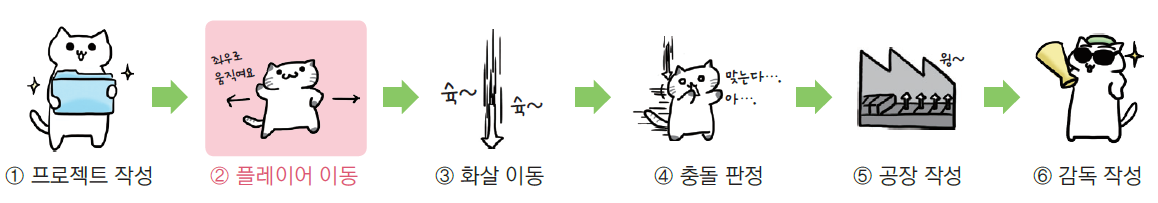 좌우로
움직여요
슉~
슉~
맞는다….
아….
윙~
① 프로젝트 작성
② 플레이어 이동
③ 화살 이동
④ 충돌 판정
⑤ 공장 작성
⑥ 감독 작성